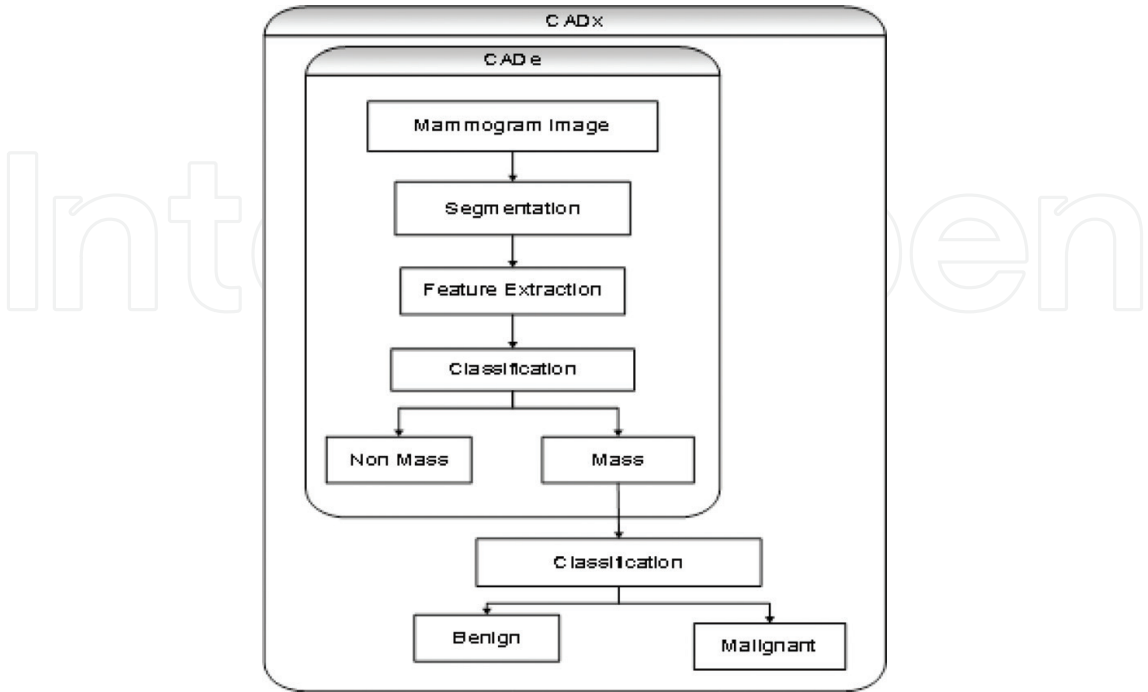 CADx
CADe
Mammogram Image
Segmentation
Feature Extraction
Classification
Non Mass
Mass
Classification
Benign
Malignant